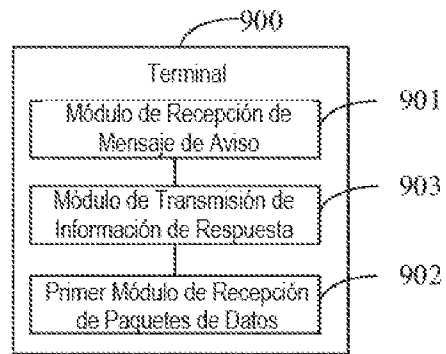 900
Terminal
Módulo de Recepción de
Mensaje de Aviso
901
Módulo de Transmisión de
Información de Respuesta
903
Primer Módulo de Recepción
de Paquetes de Datos
902